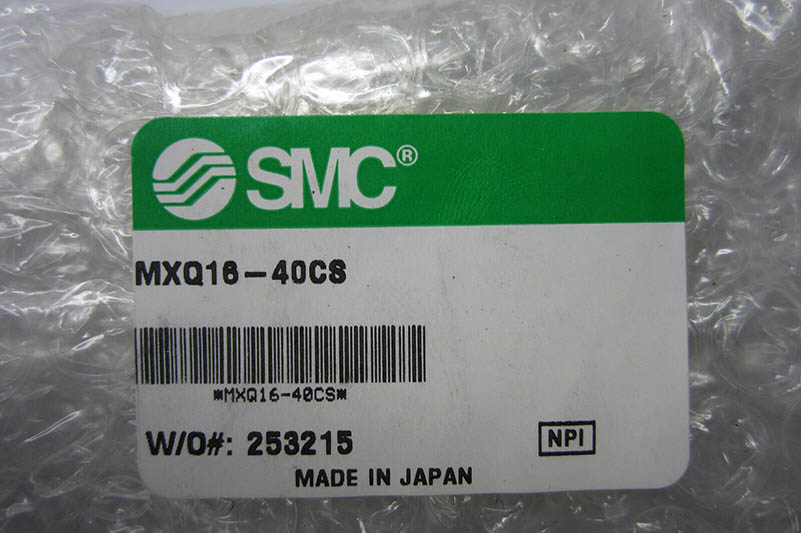 SMC®
MXQ16-40CS
*MXQ16-40CS*
W/O#: 253215
NPI
MADE IN JAPAN